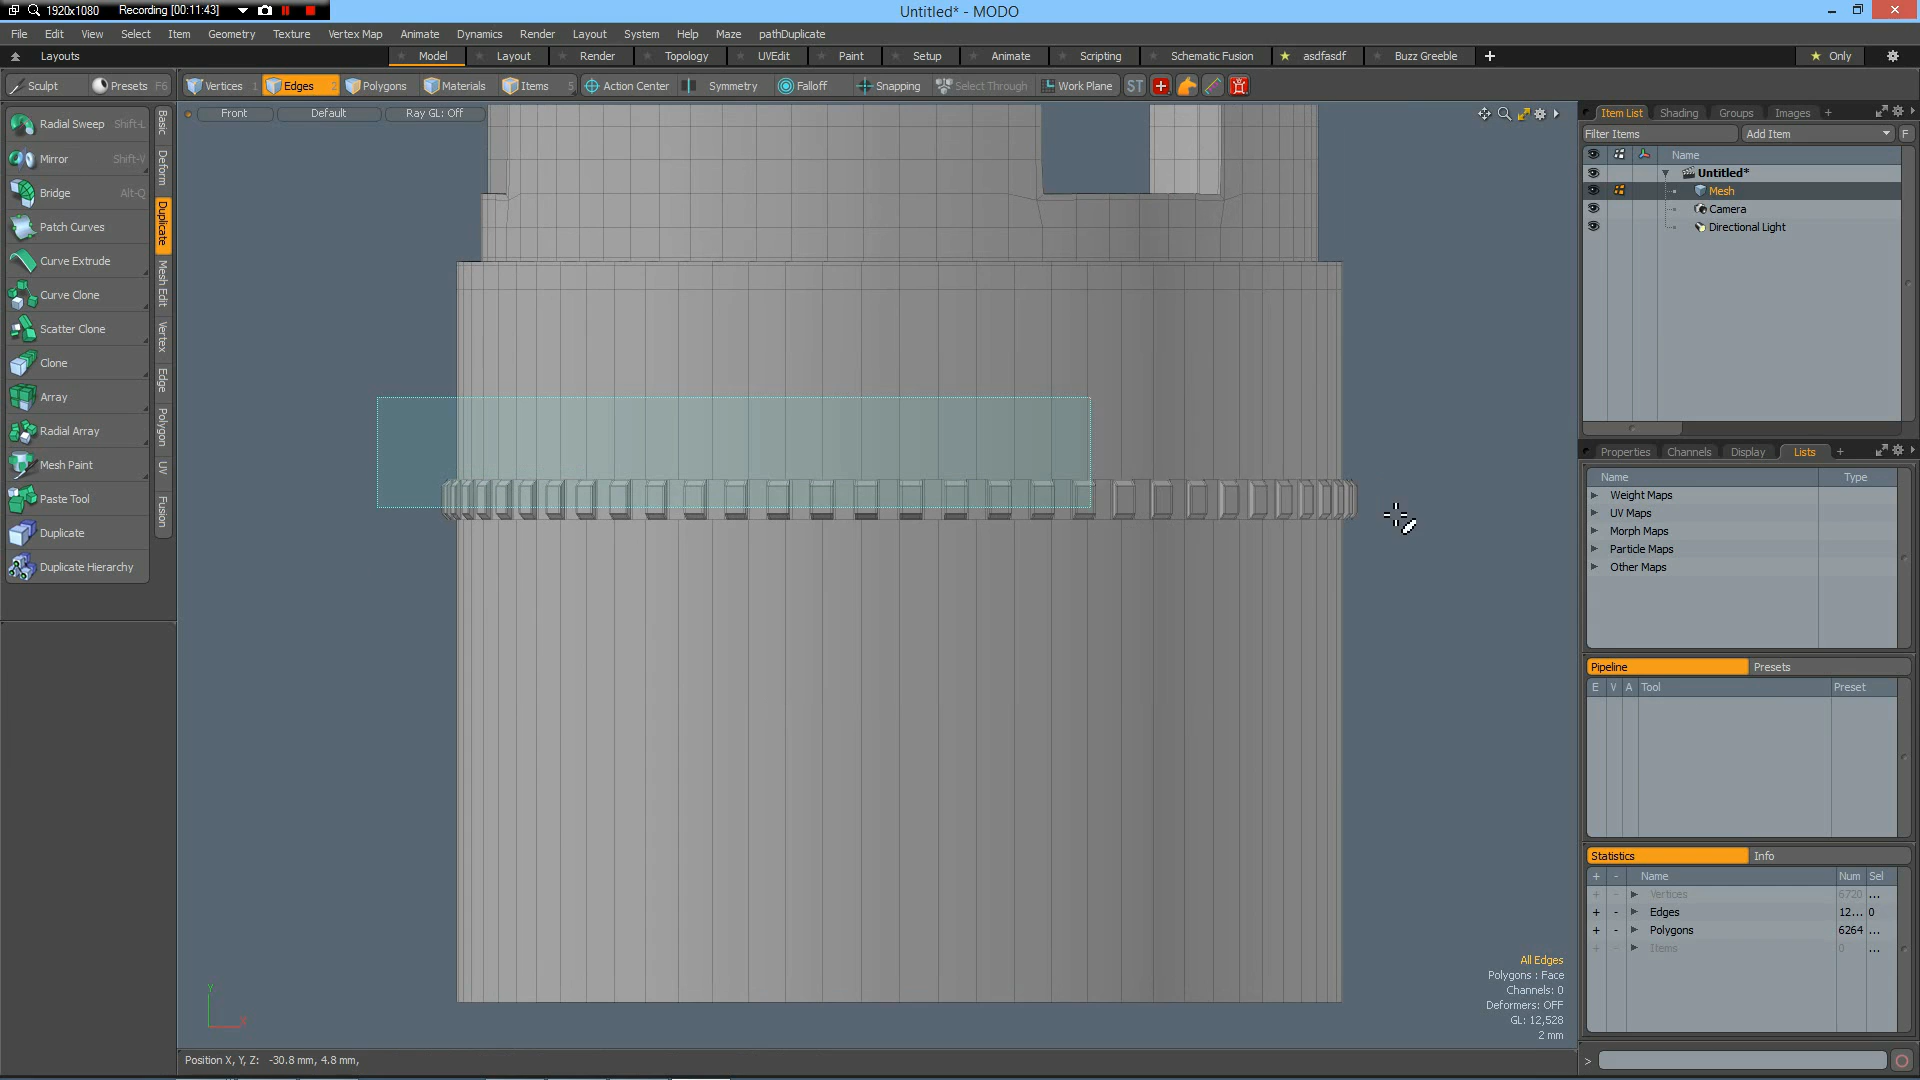 1920x1080 Recording [00:11:43] Untitled* - MODO
File Edit View Select Item Geometry Texture Vertex Map Animate Dynamics Render Layout System Help Maze pathDuplicate
Layouts Model Layout Render Topology UVEdit Paint Setup Animate Scripting Schematic Fusion asdfasdf Buzz Greeble + Only
Sculpt Presets F6 Vertices 1 Edges 2 Polygons Materials Items 5 Action Center Symmetry Falloff Snapping Select Through Work Plane ST
Front Default Ray GL: Off
Radial Sweep Shift-L
Mirror Shift-V
Bridge Alt-Q
Patch Curves
Curve Extrude
Curve Clone
Scatter Clone
Clone
Array
Radial Array
Mesh Paint
Paste Tool
Duplicate
Duplicate Hierarchy
Basic
Deform
Duplicate
Mesh Edit
Vertex
Edge
Polygon
UV
Fusion
Item List Shading Groups Images +
Filter Items Add Item F
Name
Untitled*
Mesh
Camera
Directional Light
Properties Channels Display Lists +
Name Type
Weight Maps
UV Maps
Morph Maps
Particle Maps
Other Maps
Pipeline Presets
E V A Tool Preset
Statistics Info
+ - Name Num Sel
+ - Vertices 6720 ...
+ - Edges 12... 0
+ - Polygons 6264 ...
+ - Items 0 ...
All Edges
Polygons : Face
Channels: 0
Deformers: OFF
GL: 12,528
2 mm
Y
X
Position X, Y, Z: -30.8 mm, 4.8 mm,
>